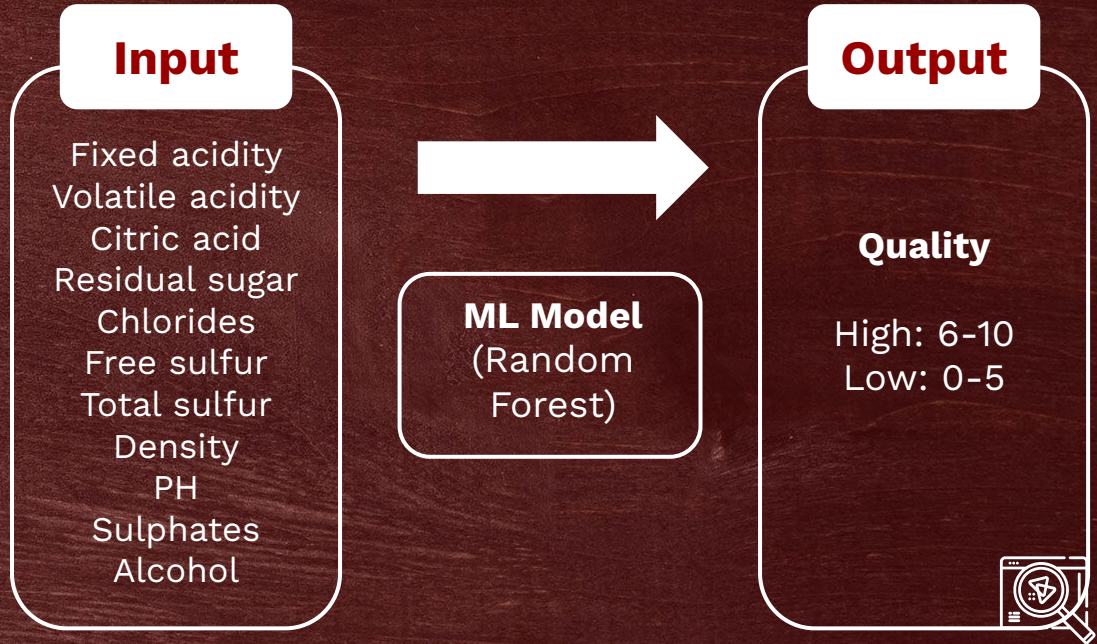 Input
Fixed acidity
Volatile acidity
Citric acid
Residual sugar
Chlorides
Free sulfur
Total sulfur
Density
PH
Sulphates
Alcohol
ML Model
(Random
Forest)
Output
Quality
High: 6-10
Low: 0-5